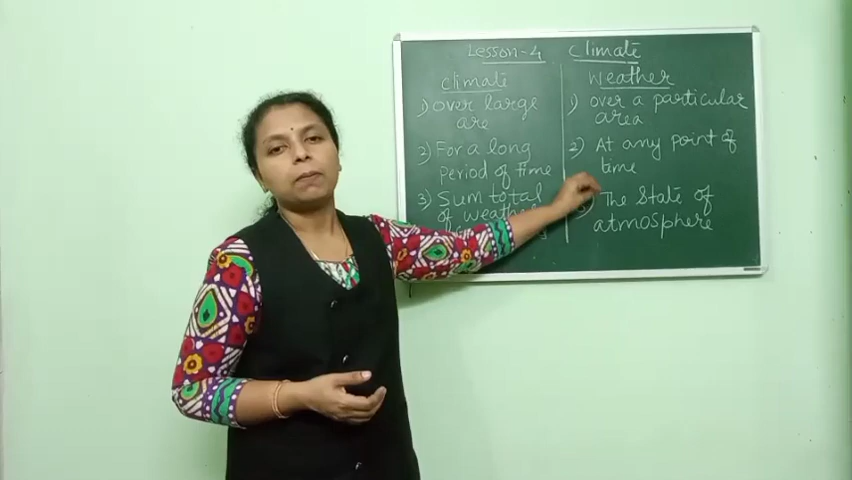 Lesson-4 Climate
Climate
1) over large
are
2) For a long
period of time
3) Sum total
of weather
Weather
1) over a particular
area
2) At any point of
time
The State of
atmosphere